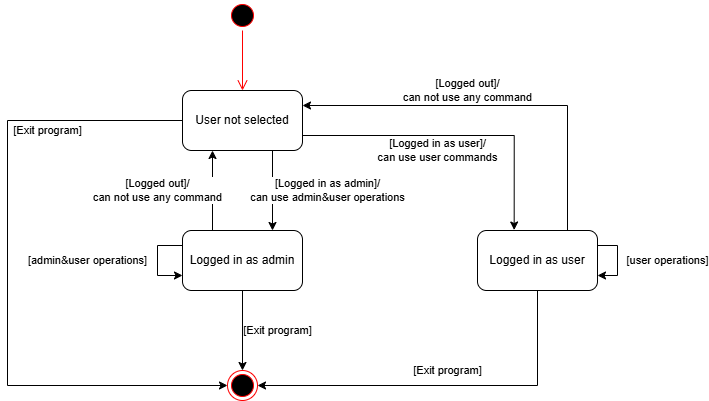 [Logged out]/
can not use any command
User not selected
[Exit program]
[Logged in as user]/
can use user commands
[Logged out]/
can not use any command
[Logged in as admin]/
can use admin&user operations
[admin&user operations]
Logged in as admin
Logged in as user
[user operations]
[Exit program]
[Exit program]